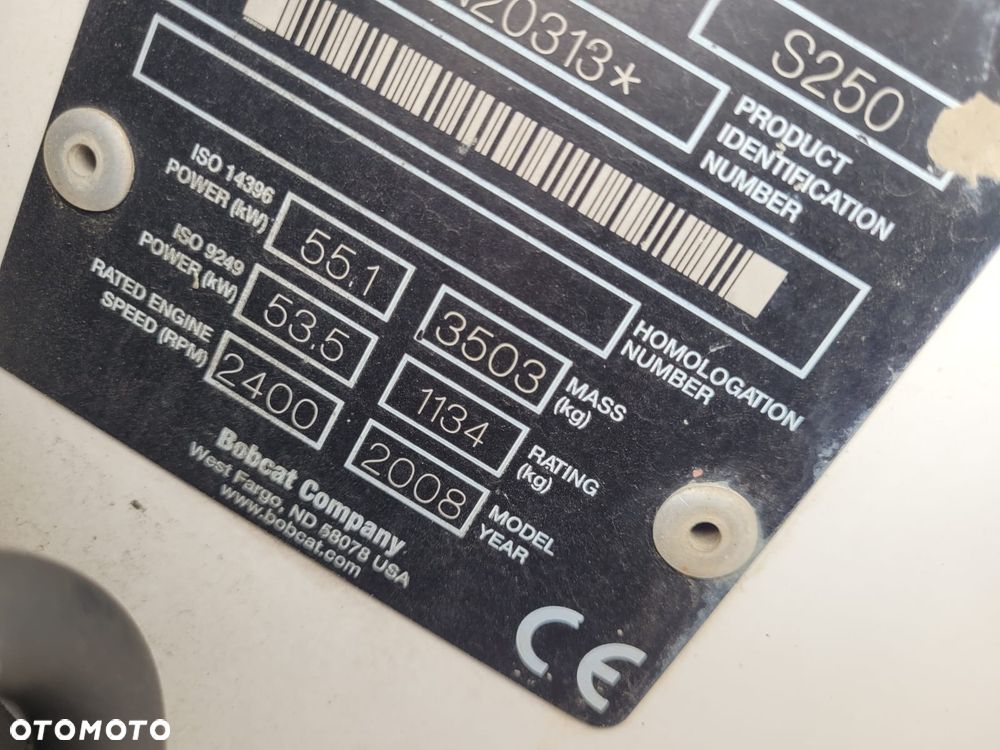 S250
20313*
PRODUCT
IDENTIFICATION
NUMBER
HOMOLOGATION
NUMBER
ISO 14396
POWER (kW)
55.1
ISO 9249
POWER (kW)
53.5
RATED ENGINE
SPEED (RPM)
2400
3503
MASS
(kg)
1134
RATING
(kg)
2008
MODEL
YEAR
Bobcat Company
West Fargo, ND 58078 USA
www.bobcat.com
CE
OTOMOTO